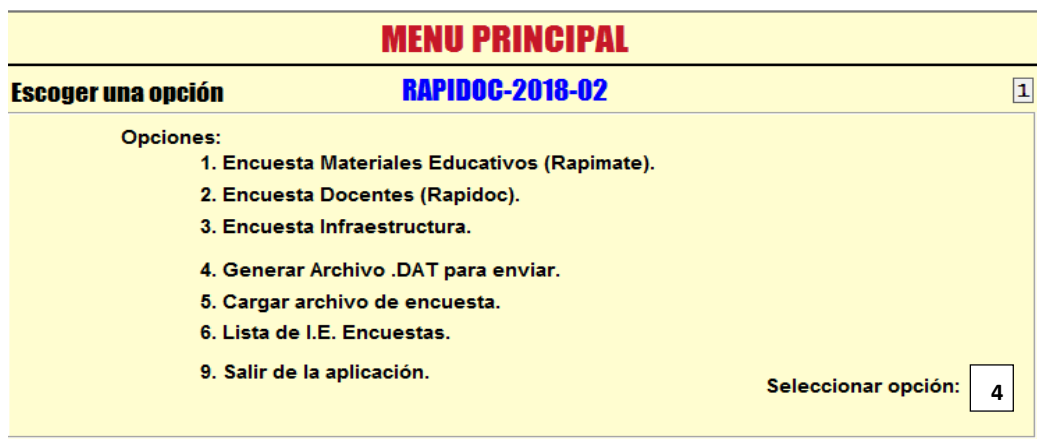 MENU PRINCIPAL
Escoger una opción RAPIDOC-2018-02 1
Opciones:
1. Encuesta Materiales Educativos (Rapimate).
2. Encuesta Docentes (Rapidoc).
3. Encuesta Infraestructura.
4. Generar Archivo .DAT para enviar.
5. Cargar archivo de encuesta.
6. Lista de I.E. Encuestas.
9. Salir de la aplicación.
Seleccionar opción: 4